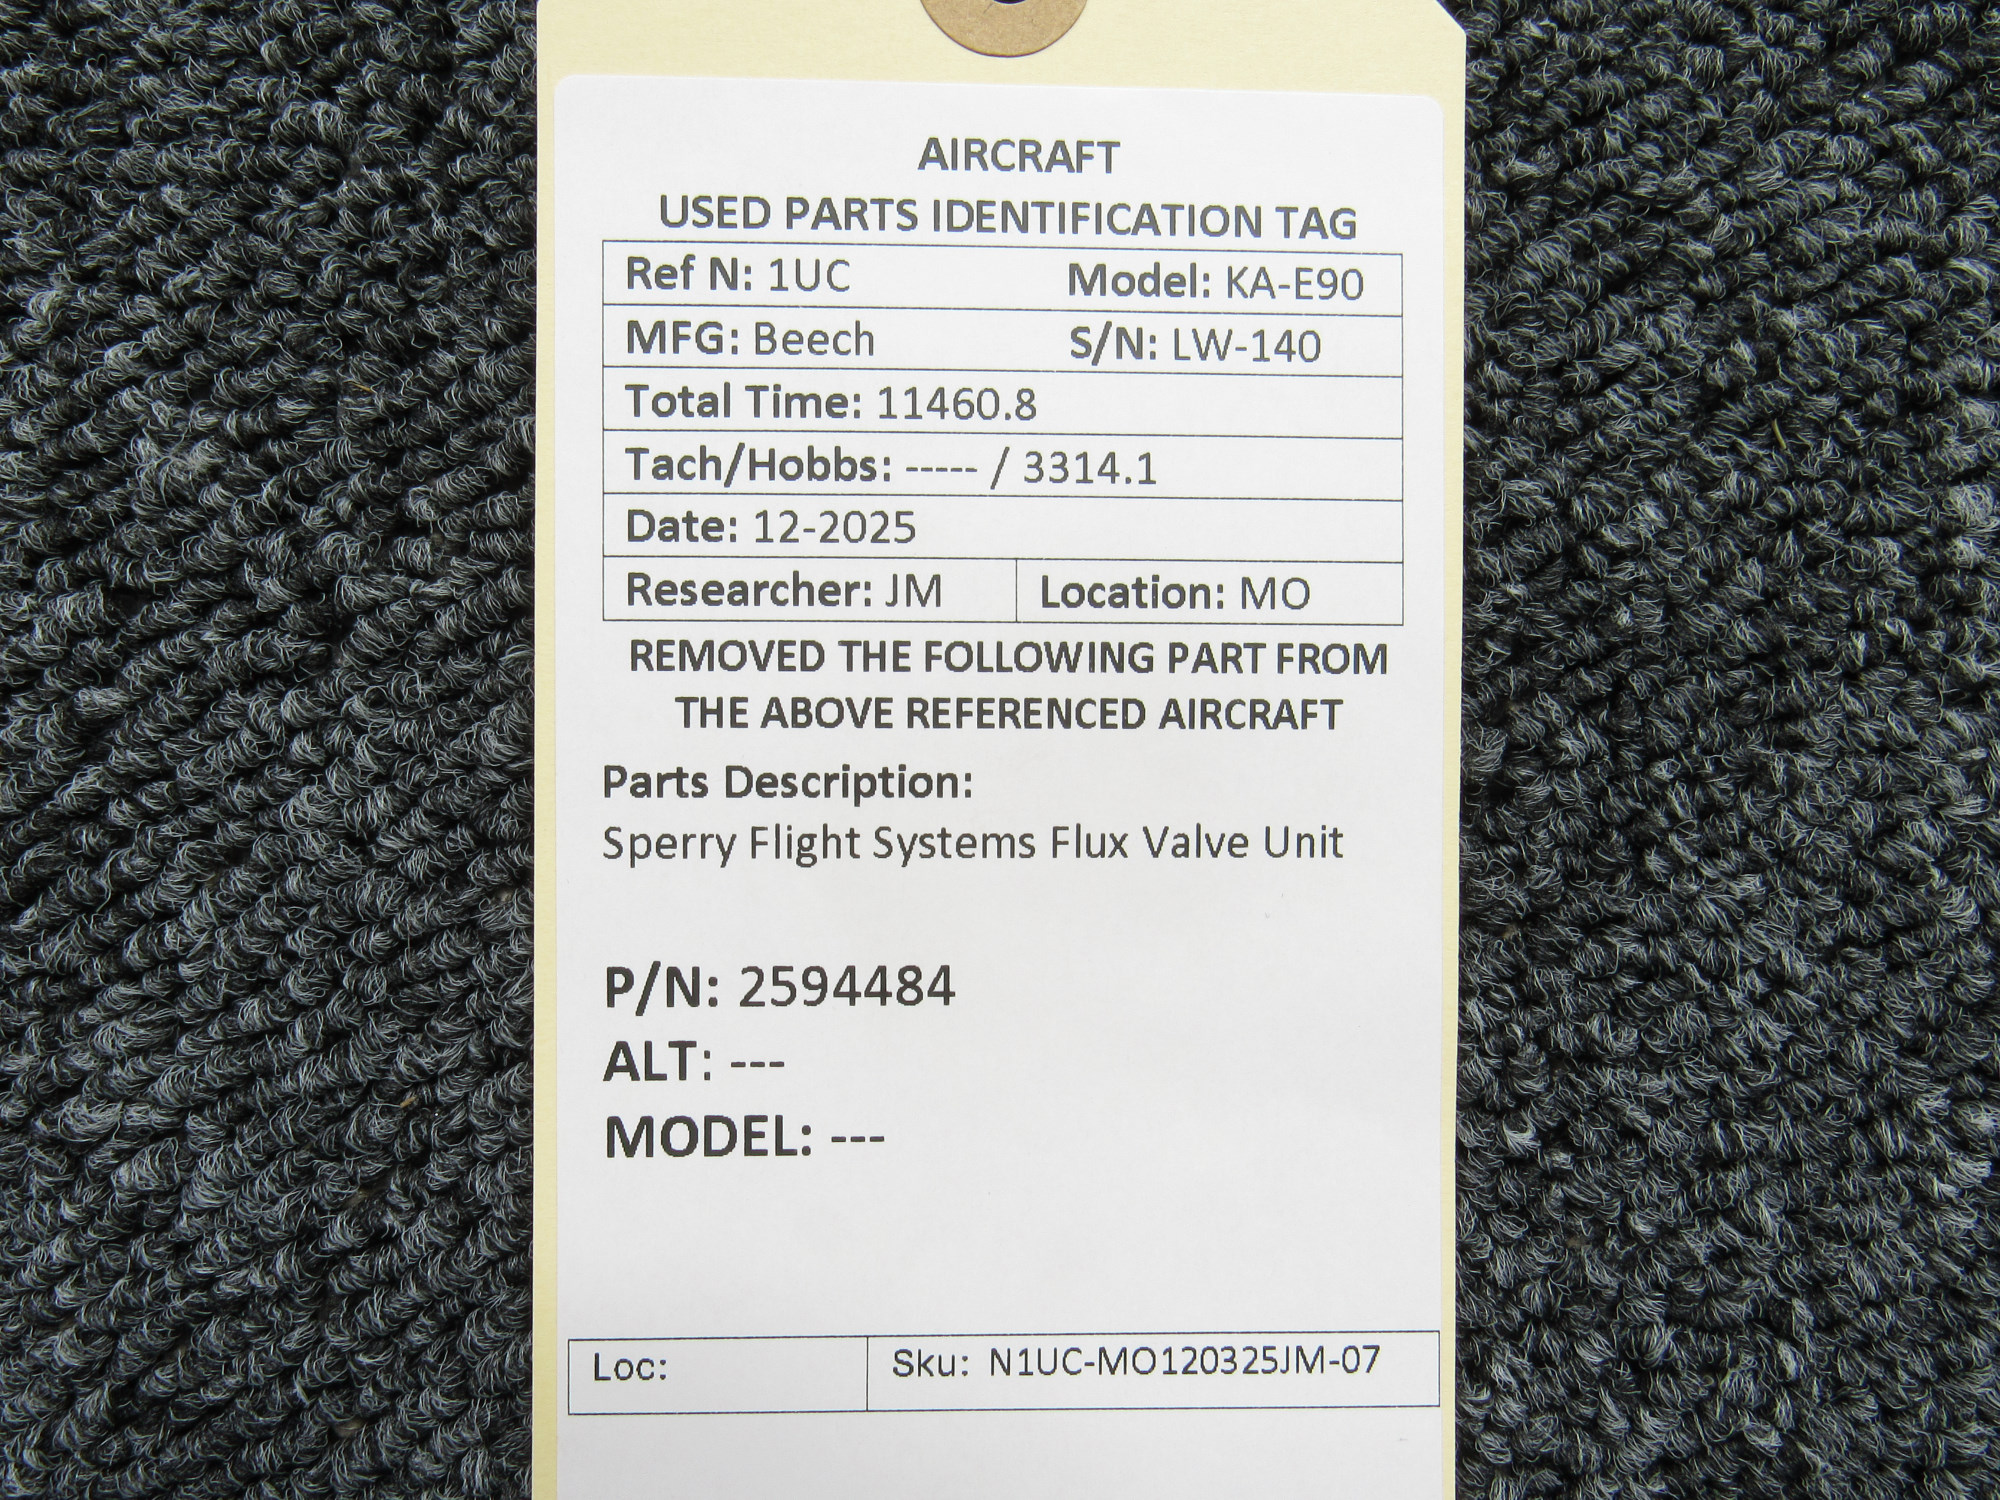 AIRCRAFT
USED PARTS IDENTIFICATION TAG
Ref N: 1UC Model: KA-E90
MFG: Beech S/N: LW-140
Total Time: 11460.8
Tach/Hobbs: ----- / 3314.1
Date: 12-2025
Researcher: JM Location: MO
REMOVED THE FOLLOWING PART FROM
THE ABOVE REFERENCED AIRCRAFT
Parts Description:
Sperry Flight Systems Flux Valve Unit
P/N: 2594484
ALT: ---
MODEL: ---
Loc: Sku: N1UC-MO120325JM-07